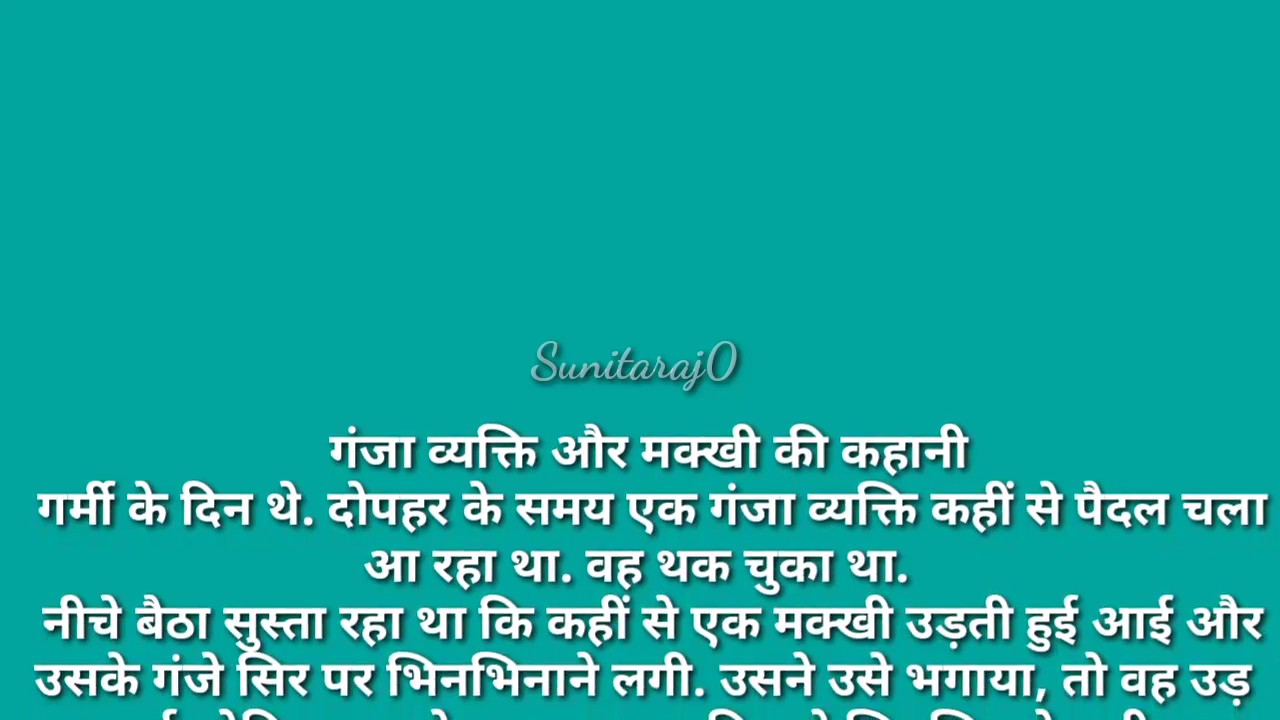 Sunitaraj0
गंजा व्यक्ति और मक्खी की कहानी
गर्मी के दिन थे. दोपहर के समय एक गंजा व्यक्ति कहीं से पैदल चला
आ रहा था. वह थक चुका था.
नीचे बैठा सुस्ता रहा था कि कहीं से एक मक्खी उड़ती हुई आई और
उसके गंजे सिर पर भिनभिनाने लगी. उसने उसे भगाया, तो वह उड़